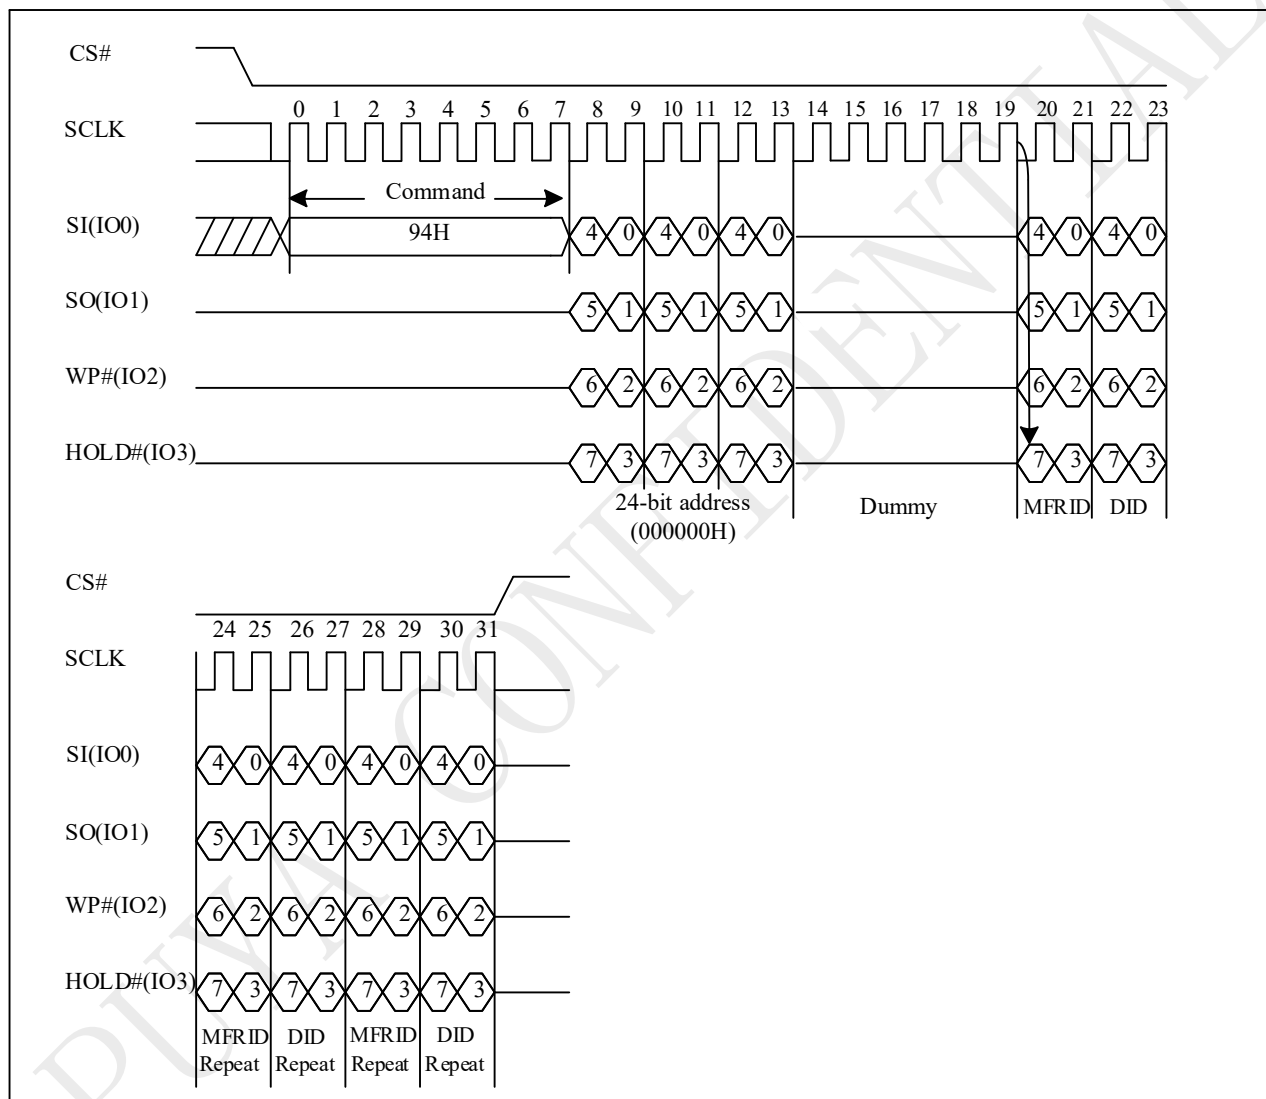 CS#
0 1 2 3 4 5 6 7 8 9 10 11 12 13 14 15 16 17 18 19 20 21 22 23
SCLK
Command
SI(IO0) 94H 4 0 4 0 4 0 4 0 4 0
SO(IO1) 5 1 5 1 5 1 5 1 5 1
WP#(IO2) 6 2 6 2 6 2 6 2 6 2
HOLD#(IO3) 7 3 7 3 7 3 7 3 7 3
24-bit address Dummy MFRID DID
(000000H)
CS#
24 25 26 27 28 29 30 31
SCLK
SI(IO0) 4 0 4 0 4 0 4 0
SO(IO1) 5 1 5 1 5 1 5 1
WP#(IO2) 6 2 6 2 6 2 6 2
HOLD#(IO3) 7 3 7 3 7 3 7 3
MFRID DID MFRID DID
Repeat Repeat Repeat Repeat
PUYA CONFIDENTIAL